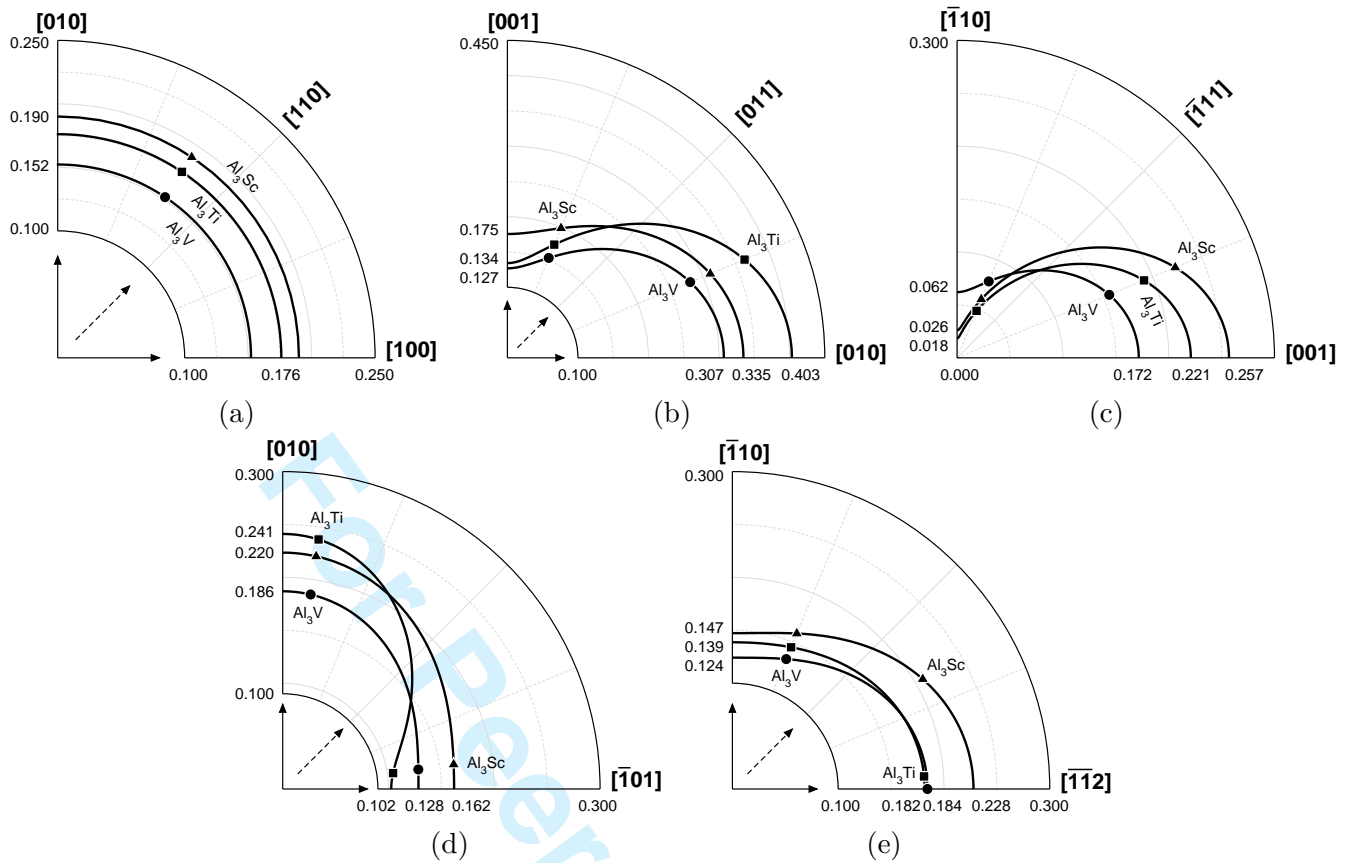 [010]
0.250
0.190
0.152
0.100
[110]
Al3Sc
Al3Ti
Al3V
[100]
0.100 0.176 0.250
(a)
[001]
0.450
0.175
0.134
0.127
[011]
Al3Sc
Al3Ti
Al3V
[010]
0.100 0.307 0.335 0.403
(b)
[1̅10]
0.300
0.062
0.026
0.018
[1̅11]
Al3Sc
Al3Ti
Al3V
[001]
0.000 0.172 0.221 0.257
(c)
[010]
0.300
0.241
0.220
0.186
0.100
Al3Ti
Al3V
Al3Sc
[1̅01]
0.102 0.128 0.162 0.300
(d)
[1̅10]
0.300
0.147
0.139
0.124
Al3Sc
Al3V
Al3Ti
[1̅1̅2]
0.100 0.182 0.184 0.228 0.300
(e)
For Peer